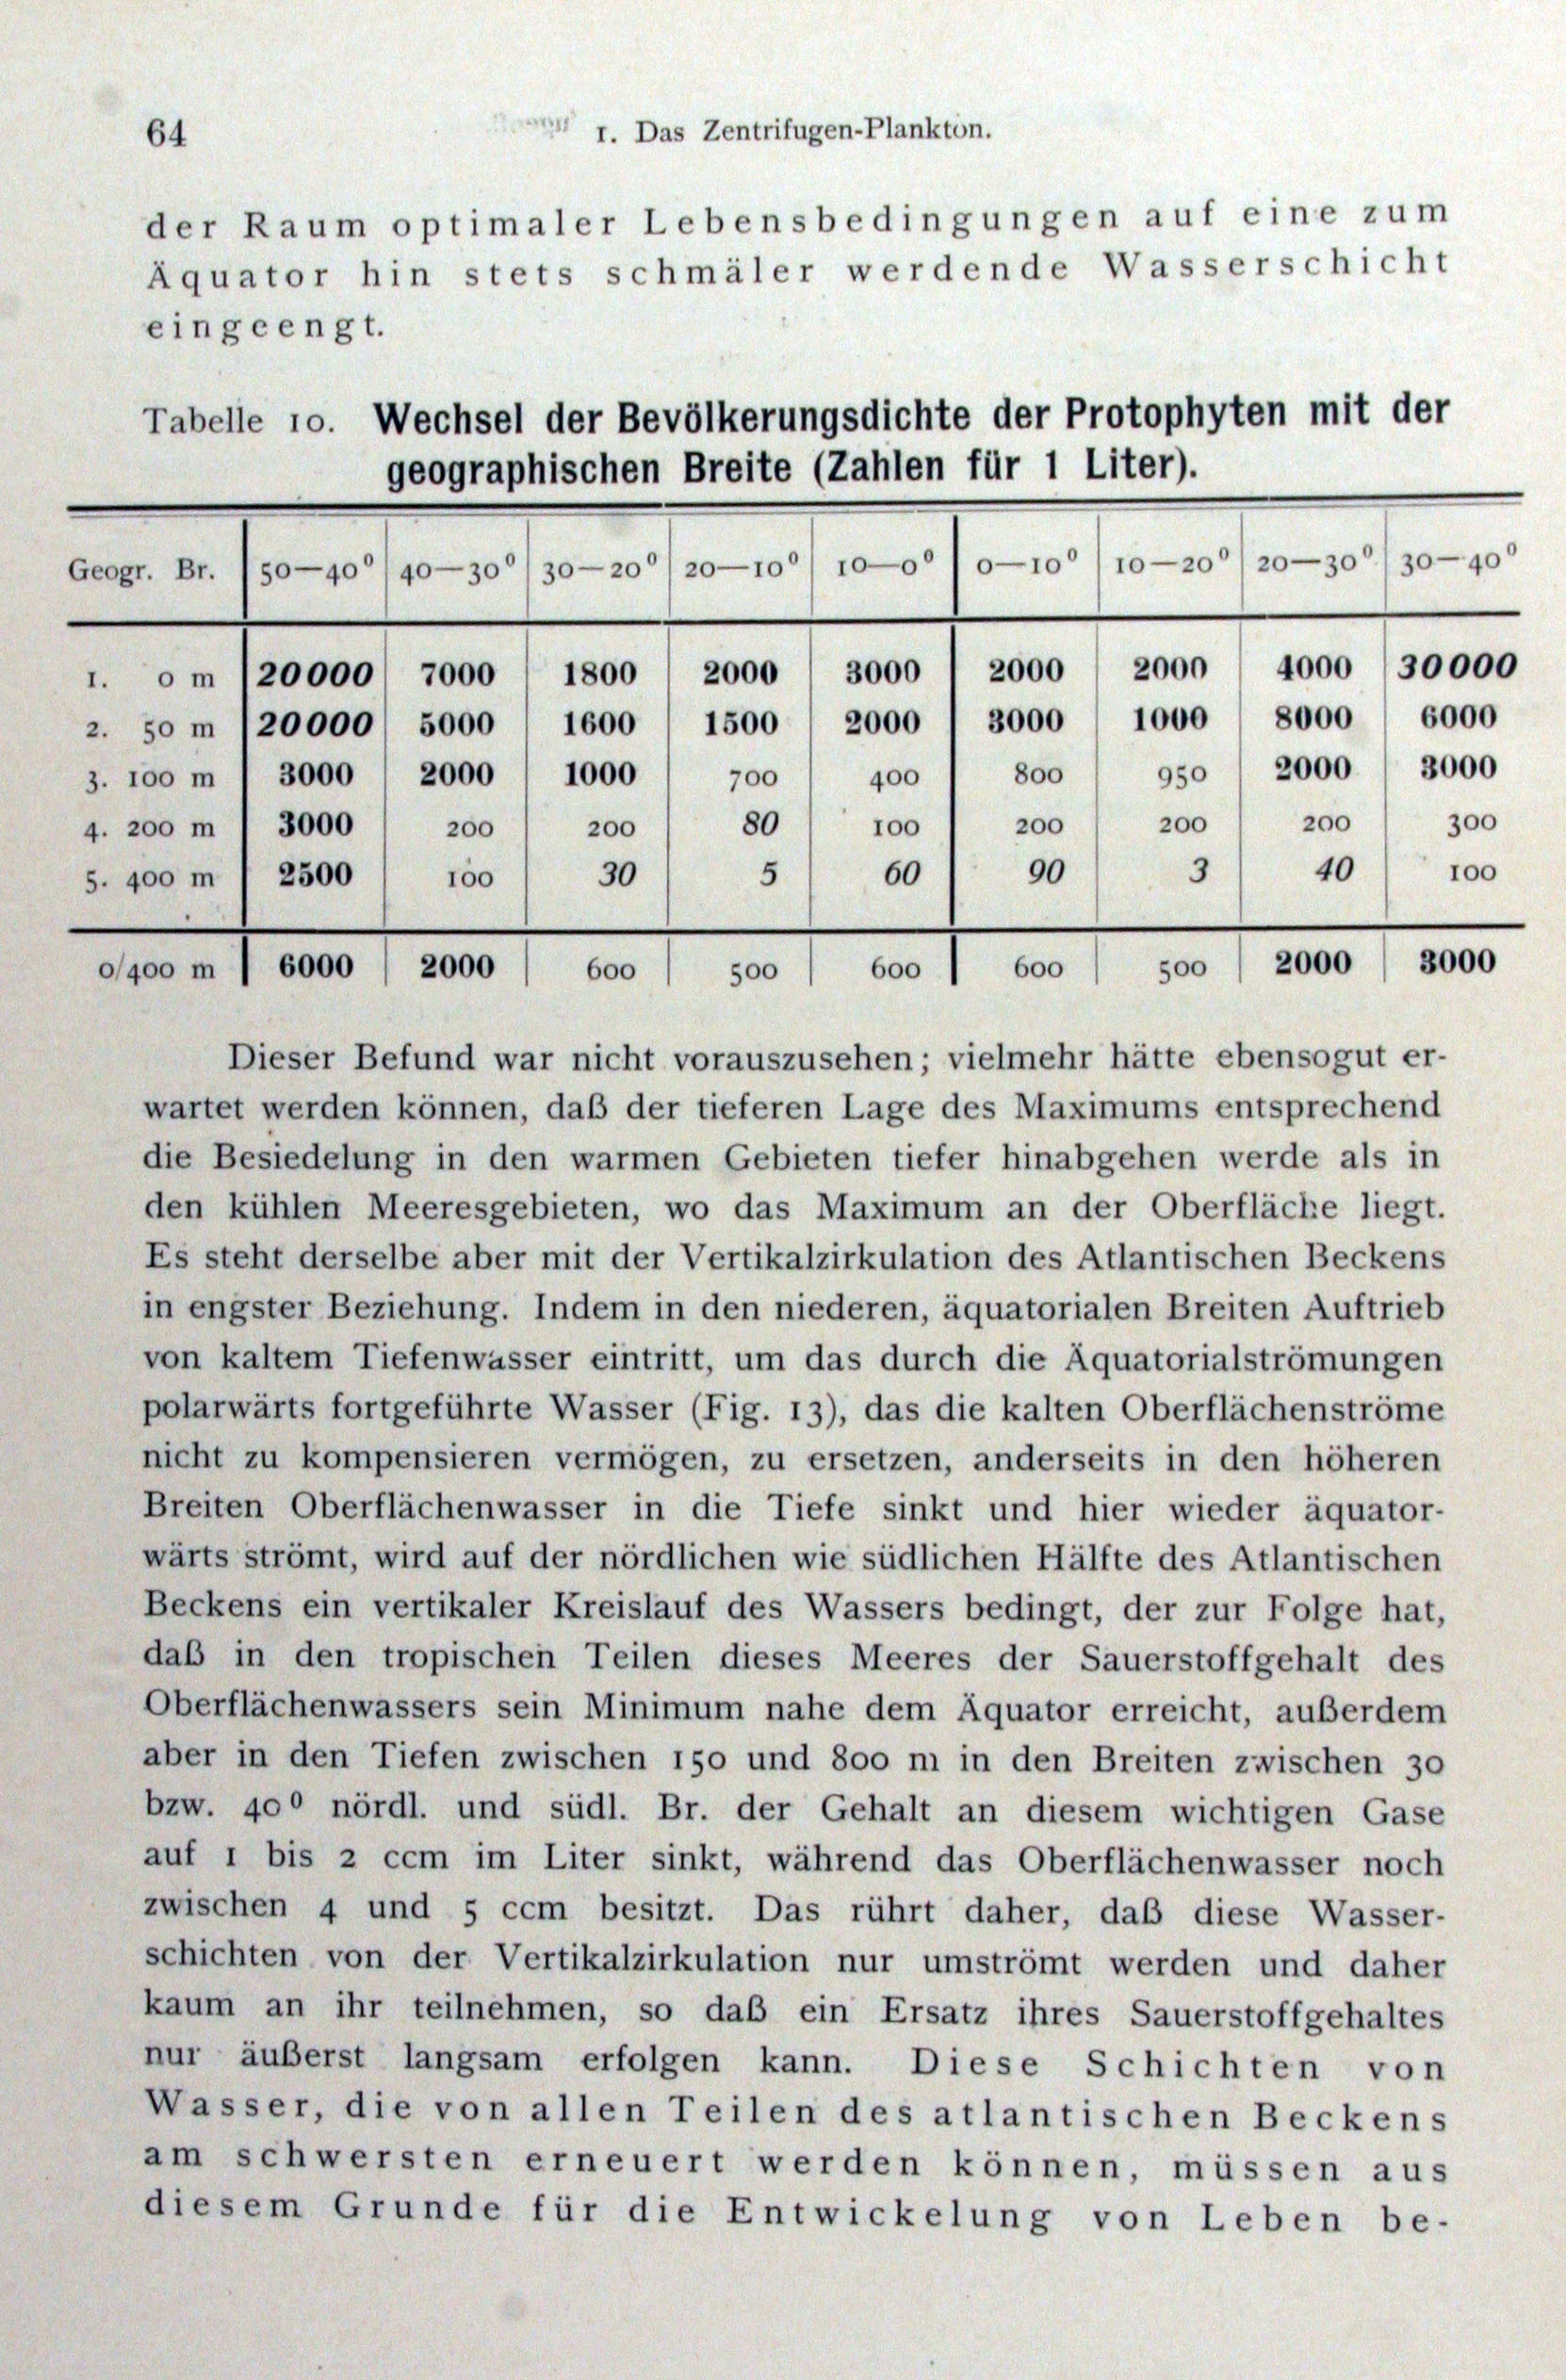 64
1. Das Zentrifugen-Plankton.
der Raum optimaler Lebensbedingungen auf eine zum
Äquator hin stets schmäler werdende Wasserschicht
eingeengt.
Tabelle 10. Wechsel der Bevölkerungsdichte der Protophyten mit der
geographischen Breite (Zahlen für 1 Liter).
Geogr. Br. 50—40⁰ 40—30⁰ 30—20⁰ 20—10⁰ 10—0⁰ 0—10⁰ 10—20⁰ 20—30⁰ 30—40⁰
1. 0 m 20000 7000 1800 2000 3000 2000 2000 4000 30000
2. 50 m 20000 5000 1600 1500 2000 3000 1000 8000 6000
3. 100 m 3000 2000 1000 700 400 800 950 2000 3000
4. 200 m 3000 200 200 80 100 200 200 200 300
5. 400 m 2500 100 30 5 60 90 3 40 100
0/400 m 6000 2000 600 500 600 600 500 2000 3000
Dieser Befund war nicht vorauszusehen; vielmehr hätte ebensogut er-
wartet werden können, daß der tieferen Lage des Maximums entsprechend
die Besiedelung in den warmen Gebieten tiefer hinabgehen werde als in
den kühlen Meeresgebieten, wo das Maximum an der Oberfläche liegt.
Es steht derselbe aber mit der Vertikalzirkulation des Atlantischen Beckens
in engster Beziehung. Indem in den niederen, äquatorialen Breiten Auftrieb
von kaltem Tiefenwasser eintritt, um das durch die Äquatorialströmungen
polarwärts fortgeführte Wasser (Fig. 13), das die kalten Oberflächenströme
nicht zu kompensieren vermögen, zu ersetzen, anderseits in den höheren
Breiten Oberflächenwasser in die Tiefe sinkt und hier wieder äquator-
wärts strömt, wird auf der nördlichen wie südlichen Hälfte des Atlantischen
Beckens ein vertikaler Kreislauf des Wassers bedingt, der zur Folge hat,
daß in den tropischen Teilen dieses Meeres der Sauerstoffgehalt des
Oberflächenwassers sein Minimum nahe dem Äquator erreicht, außerdem
aber in den Tiefen zwischen 150 und 800 m in den Breiten zwischen 30
bzw. 40⁰ nördl. und südl. Br. der Gehalt an diesem wichtigen Gase
auf 1 bis 2 ccm im Liter sinkt, während das Oberflächenwasser noch
zwischen 4 und 5 ccm besitzt. Das rührt daher, daß diese Wasser-
schichten von der Vertikalzirkulation nur umströmt werden und daher
kaum an ihr teilnehmen, so daß ein Ersatz ihres Sauerstoffgehaltes
nur äußerst langsam erfolgen kann. Diese Schichten von
Wasser, die von allen Teilen des atlantischen Beckens
am schwersten erneuert werden können, müssen aus
diesem Grunde für die Entwickelung von Leben be-